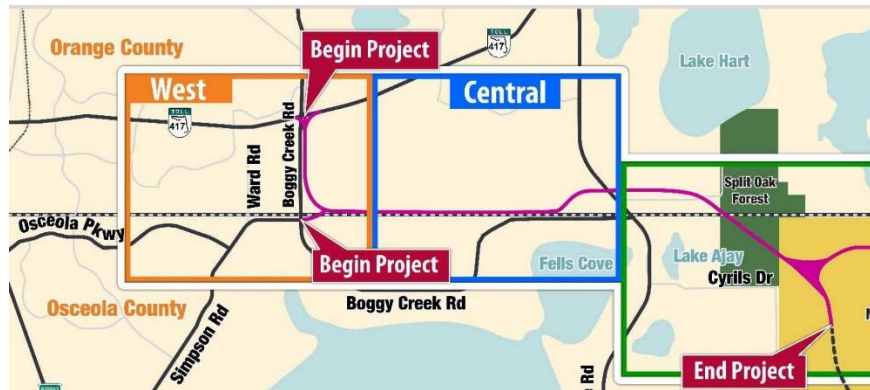 Orange County
TOLL
417
Begin Project
West
TOLL
417
Ward Rd
Boggy Creek Rd
Central
Lake Hart
TOLL
417
Osceola Pkwy
Begin Project
Osceola County
Simpson Rd
Boggy Creek Rd
Fells Cove
Split Oak
Forest
Lake Ajay
Cyrils Dr
End Project